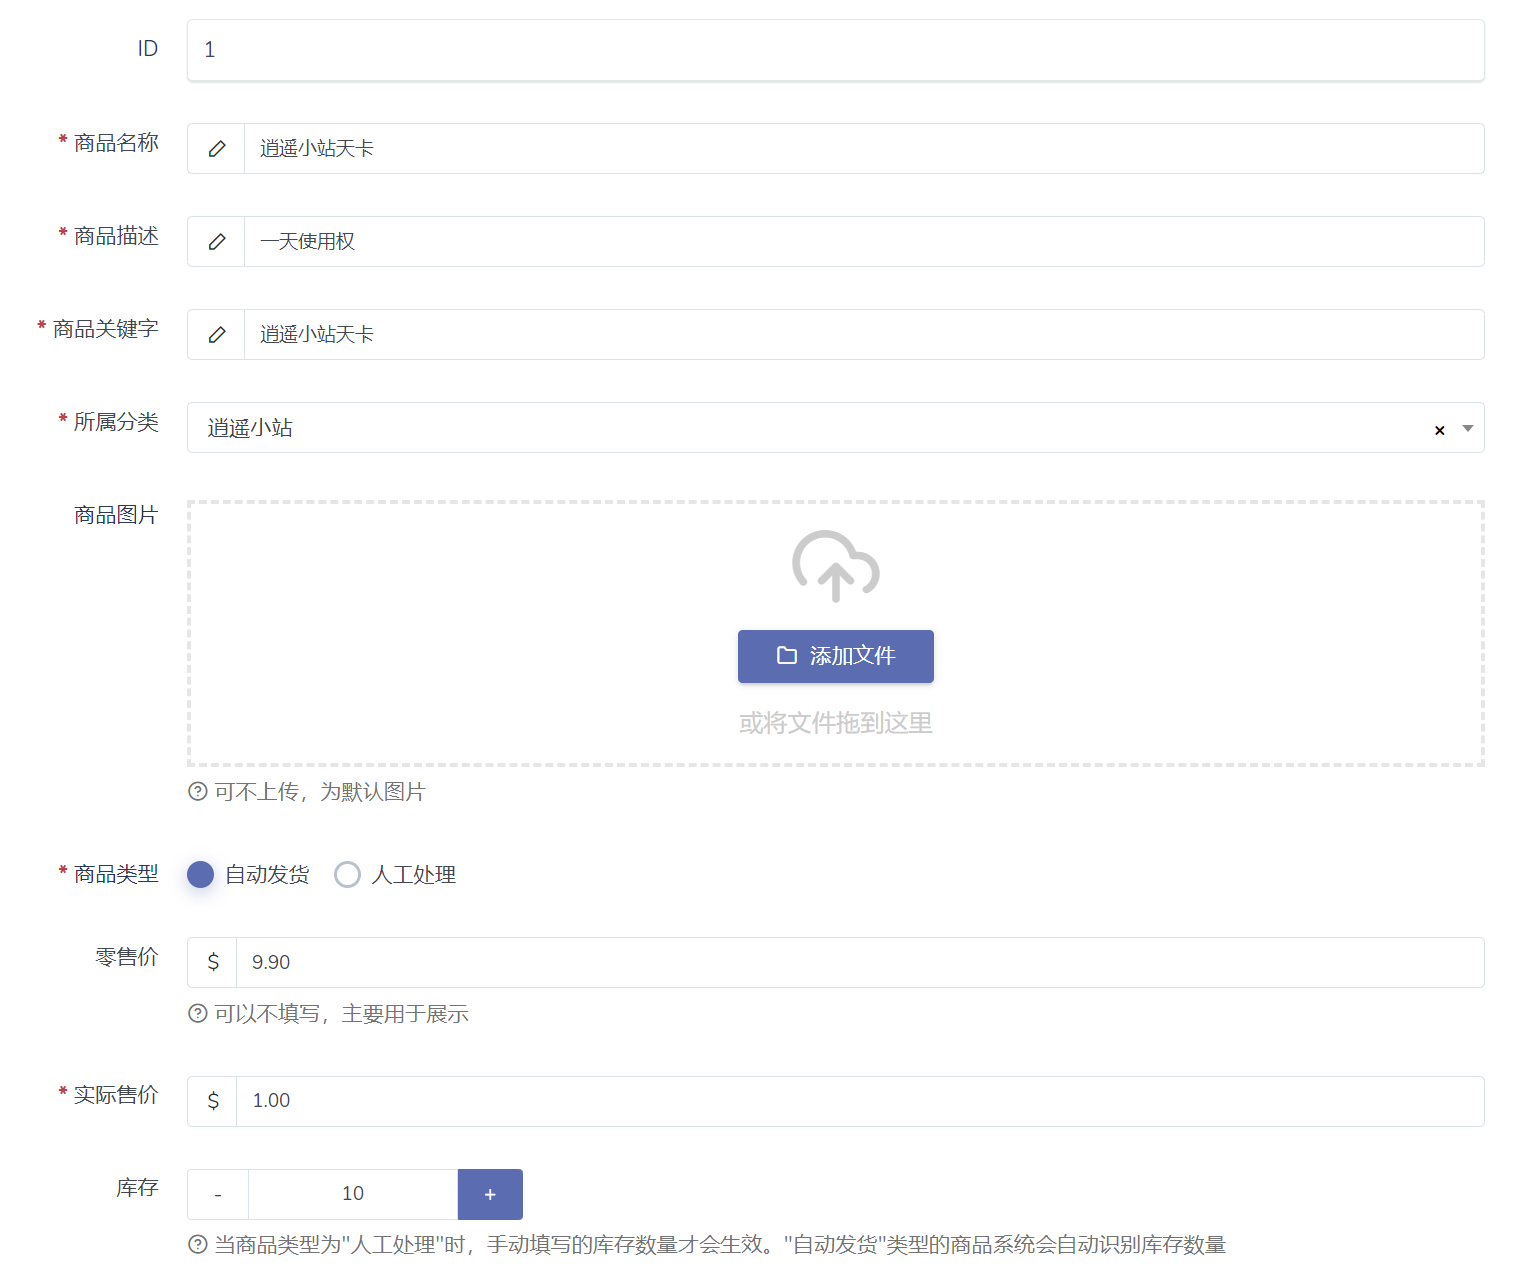 ID
1
* 商品名称
逍遥小站天卡
* 商品描述
一天使用权
* 商品关键字
逍遥小站天卡
* 所属分类
逍遥小站
×
商品图片
添加文件
或将文件拖到这里
可不上传，为默认图片
* 商品类型
自动发货
人工处理
零售价
$
9.90
可以不填写，主要用于展示
* 实际售价
$
1.00
库存
-
10
+
当商品类型为"人工处理"时，手动填写的库存数量才会生效。"自动发货"类型的商品系统会自动识别库存数量